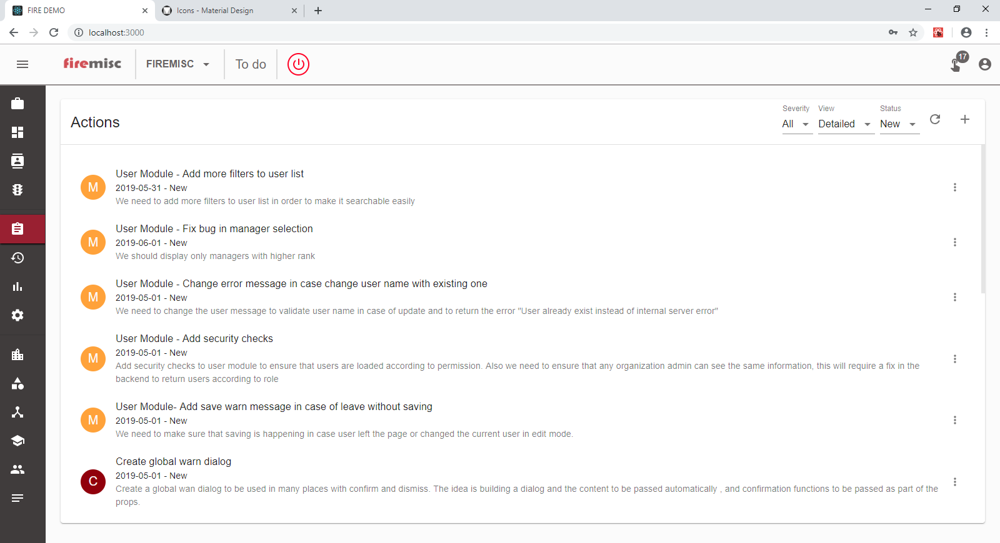 FIRE DEMO
Icons - Material Design
localhost:3000
firemisc
FIREMISC
To do
17
Actions
Severity
View
Status
All
Detailed
New
M
User Module - Add more filters to user list
2019-05-31 - New
We need to add more filters to user list in order to make it searchable easily
M
User Module - Fix bug in manager selection
2019-06-01 - New
We should display only managers with higher rank
M
User Module - Change error message in case change user name with existing one
2019-05-01 - New
We need to change the user message to validate user name in case of update and to return the error "User already exist instead of internal server error"
M
User Module - Add security checks
2019-05-01 - New
Add security checks to user module to ensure that users are loaded according to permission. Also we need to ensure that any organization admin can see the same information, this will require a fix in the
backend to return users according to role
M
User Module- Add save warn message in case of leave without saving
2019-05-01 - New
We need to make sure that saving is happening in case user left the page or changed the current user in edit mode.
C
Create global warn dialog
2019-05-01 - New
Create a global wan dialog to be used in many places with confirm and dismiss. The idea is building a dialog and the content to be passed automatically , and confirmation functions to be passed as part of the
props.